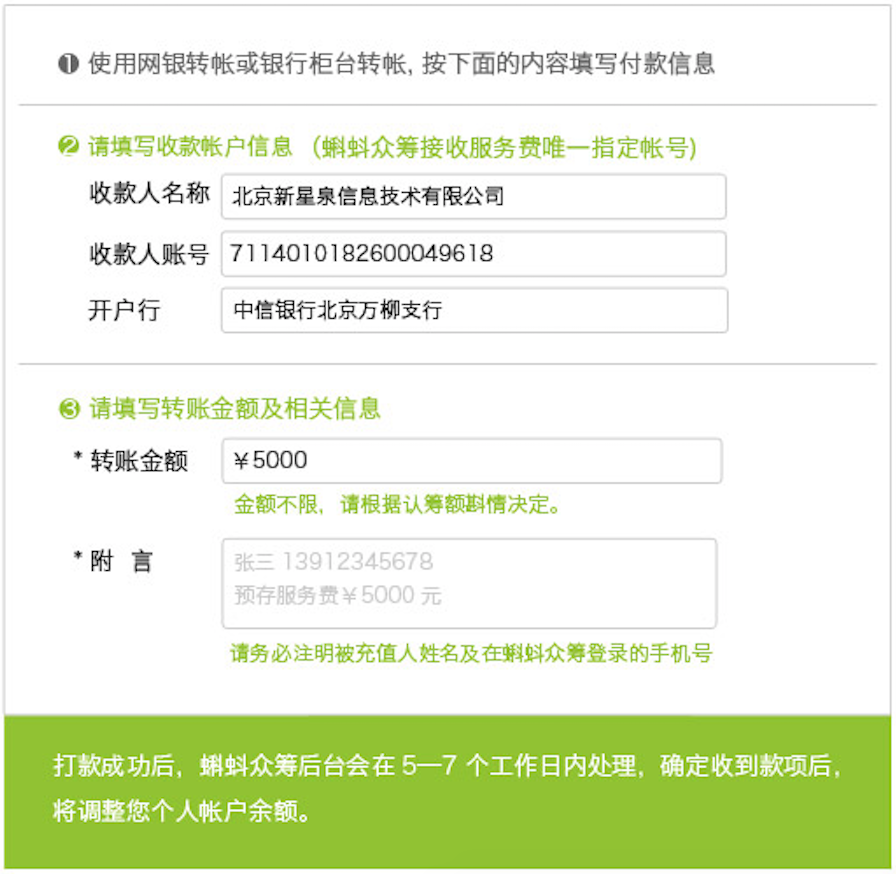 ❶ 使用网银转帐或银行柜台转帐, 按下面的内容填写付款信息
❷ 请填写收款帐户信息 (蝌蚪众筹接收服务费唯一指定帐号)
收款人名称 北京新星泉信息技术有限公司
收款人账号 7114010182600049618
开户行 中信银行北京万柳支行
❸ 请填写转账金额及相关信息
* 转账金额 ￥5000
金额不限，请根据认筹额斟情决定。
* 附 言 张三 13912345678
预存服务费￥5000 元
请务必注明被充值人姓名及在蝌蚪众筹登录的手机号
打款成功后，蝌蚪众筹后台会在 5—7 个工作日内处理，确定收到款项后，
将调整您个人帐户余额。